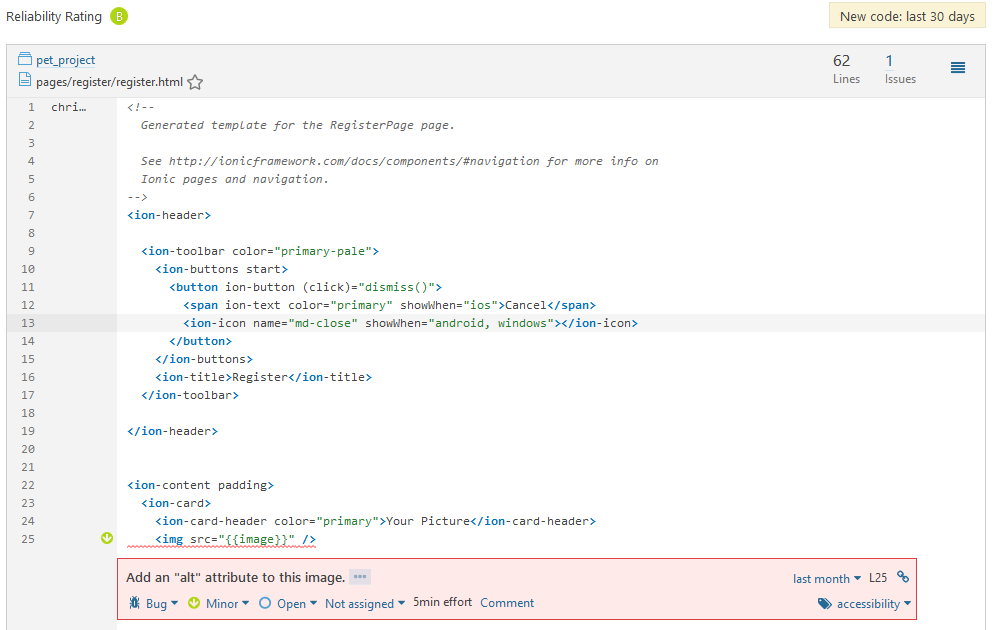 Reliability Rating B New code: last 30 days
pet_project
pages/register/register.html
62 Lines
1 Issues
1 chri… <!--
2 Generated template for the RegisterPage page.
3
4 See http://ionicframework.com/docs/components/#navigation for more info on
5 Ionic pages and navigation.
6 -->
7 <ion-header>
8
9 <ion-toolbar color="primary-pale">
10 <ion-buttons start>
11 <button ion-button (click)="dismiss()">
12 <span ion-text color="primary" showWhen="ios">Cancel</span>
13 <ion-icon name="md-close" showWhen="android, windows"></ion-icon>
14 </button>
15 </ion-buttons>
16 <ion-title>Register</ion-title>
17 </ion-toolbar>
18
19 </ion-header>
20
21
22 <ion-content padding>
23 <ion-card>
24 <ion-card-header color="primary">Your Picture</ion-card-header>
25 <img src="{{image}}" />
Add an "alt" attribute to this image. ••• last month L25
Bug Minor Open Not assigned 5min effort Comment accessibility